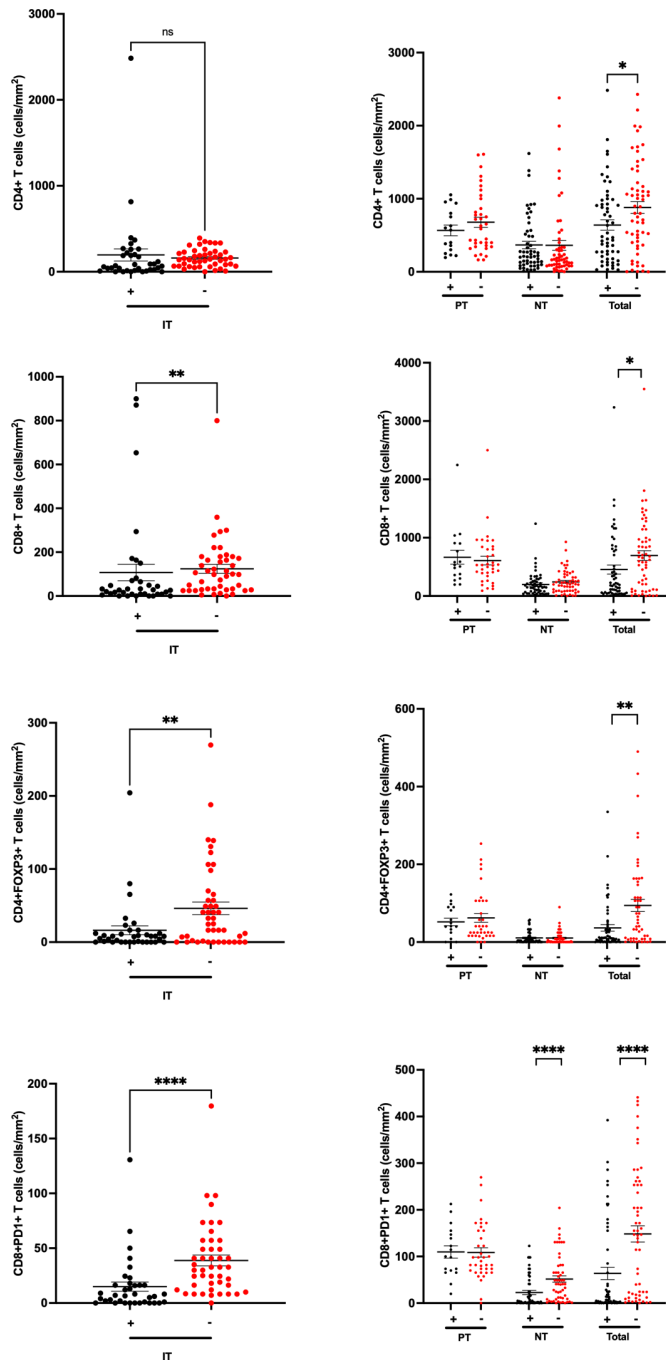 ns
CD4+ T cells (cells/mm²)
3000
2000
1000
0
+ -
IT
*
CD4+ T cells (cells/mm²)
3000
2000
1000
0
+ - + - + -
PT NT Total
**
CD8+ T cells (cells/mm²)
1000
800
600
400
200
0
+ -
IT
*
CD8+ T cells (cells/mm²)
4000
3000
2000
1000
0
+ - + - + -
PT NT Total
**
CD4+FOXP3+ T cells (cells/mm²)
300
200
100
0
+ -
IT
**
CD4+FOXP3+ T cells (cells/mm²)
600
400
200
0
+ - + - + -
PT NT Total
****
CD8+PD1+ T cells (cells/mm²)
200
150
100
50
0
+ -
IT
**** ****
CD8+PD1+ T cells (cells/mm²)
500
400
300
200
100
0
+ - + - + -
PT NT Total